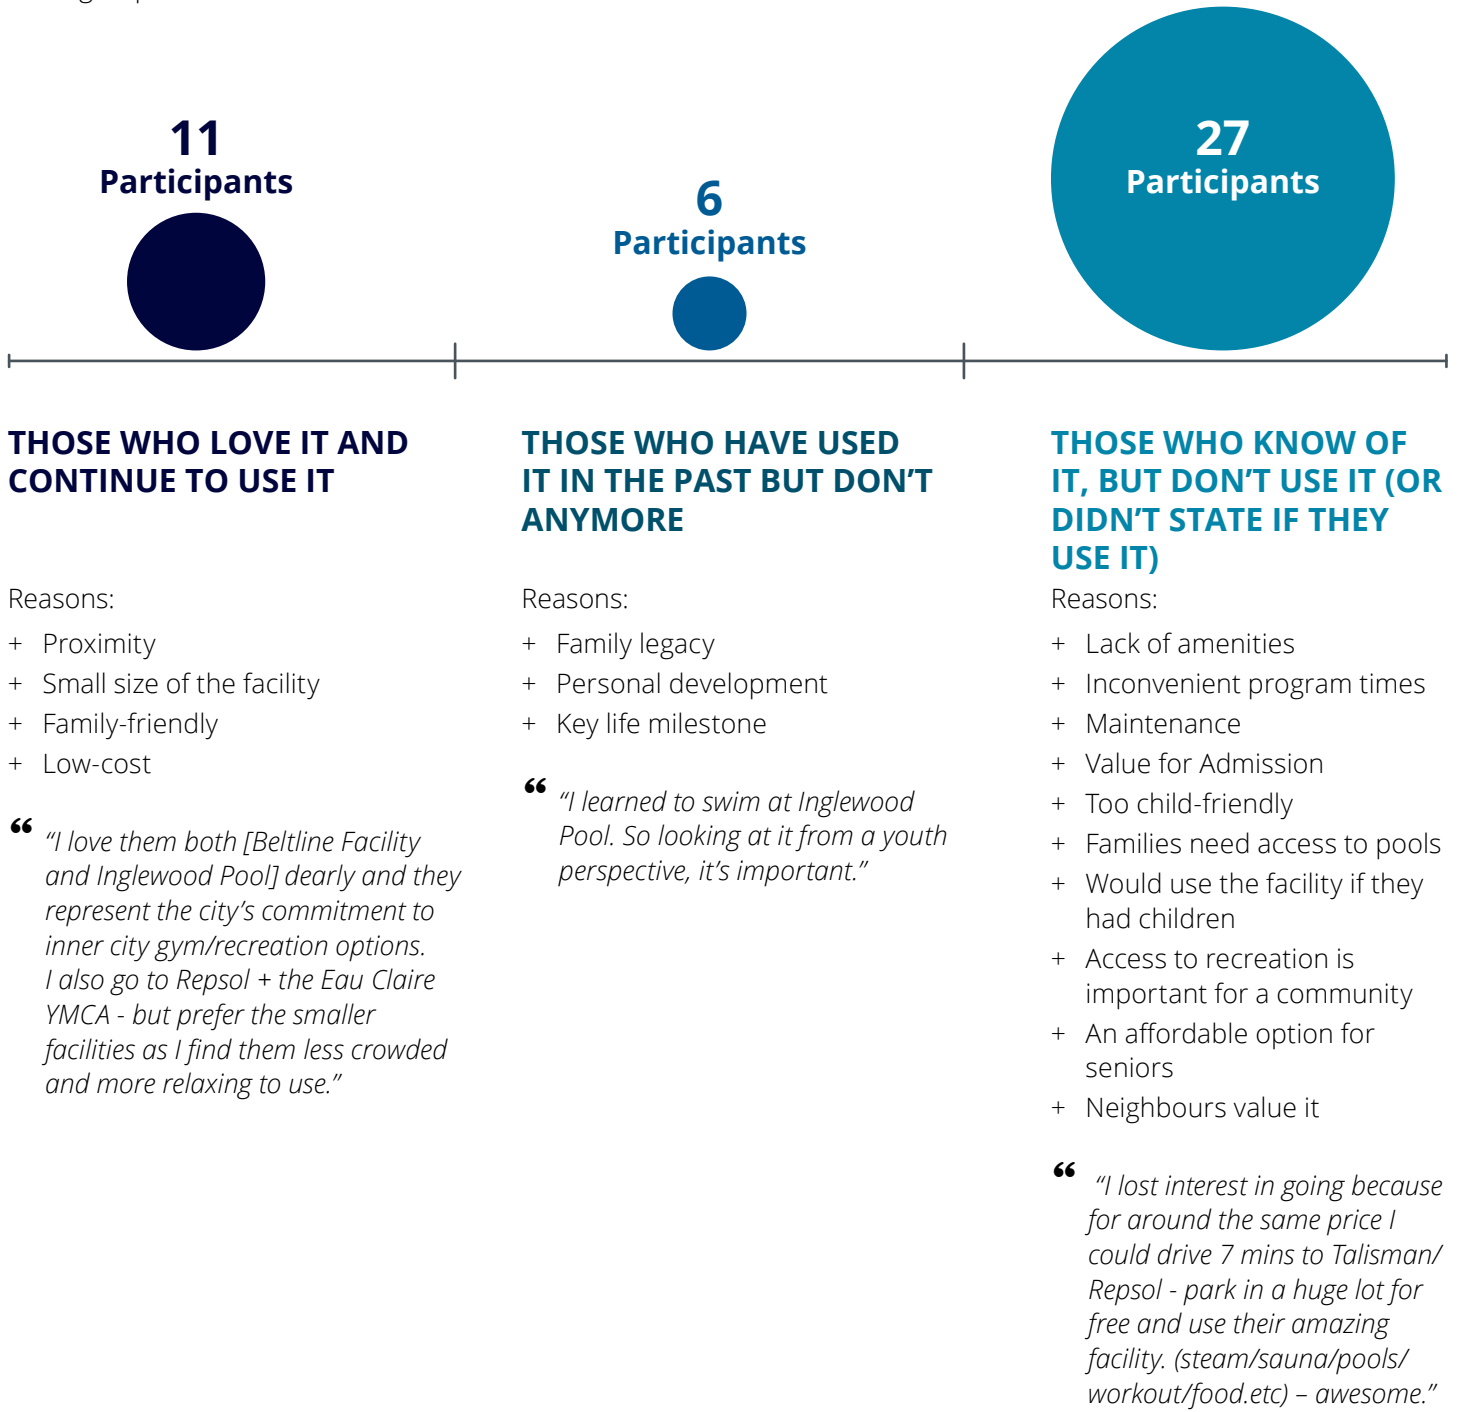 11
Participants
6
Participants
27
Participants
THOSE WHO LOVE IT AND
CONTINUE TO USE IT
Reasons:
+ Proximity
+ Small size of the facility
+ Family-friendly
+ Low-cost
“ “I love them both [Beltline Facility
and Inglewood Pool] dearly and they
represent the city’s commitment to
inner city gym/recreation options.
I also go to Repsol + the Eau Claire
YMCA - but prefer the smaller
facilities as I find them less crowded
and more relaxing to use.”
THOSE WHO HAVE USED
IT IN THE PAST BUT DON’T
ANYMORE
Reasons:
+ Family legacy
+ Personal development
+ Key life milestone
“ “I learned to swim at Inglewood
Pool. So looking at it from a youth
perspective, it’s important.”
THOSE WHO KNOW OF
IT, BUT DON’T USE IT (OR
DIDN’T STATE IF THEY
USE IT)
Reasons:
+ Lack of amenities
+ Inconvenient program times
+ Maintenance
+ Value for Admission
+ Too child-friendly
+ Families need access to pools
+ Would use the facility if they
had children
+ Access to recreation is
important for a community
+ An affordable option for
seniors
+ Neighbours value it
“ “I lost interest in going because
for around the same price I
could drive 7 mins to Talisman/
Repsol - park in a huge lot for
free and use their amazing
facility. (steam/sauna/pools/
workout/food.etc) – awesome.”